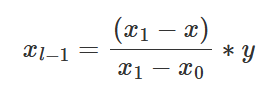 x_{l-1} = \frac{(x_1 - x)}{x_1 - x_0} * y